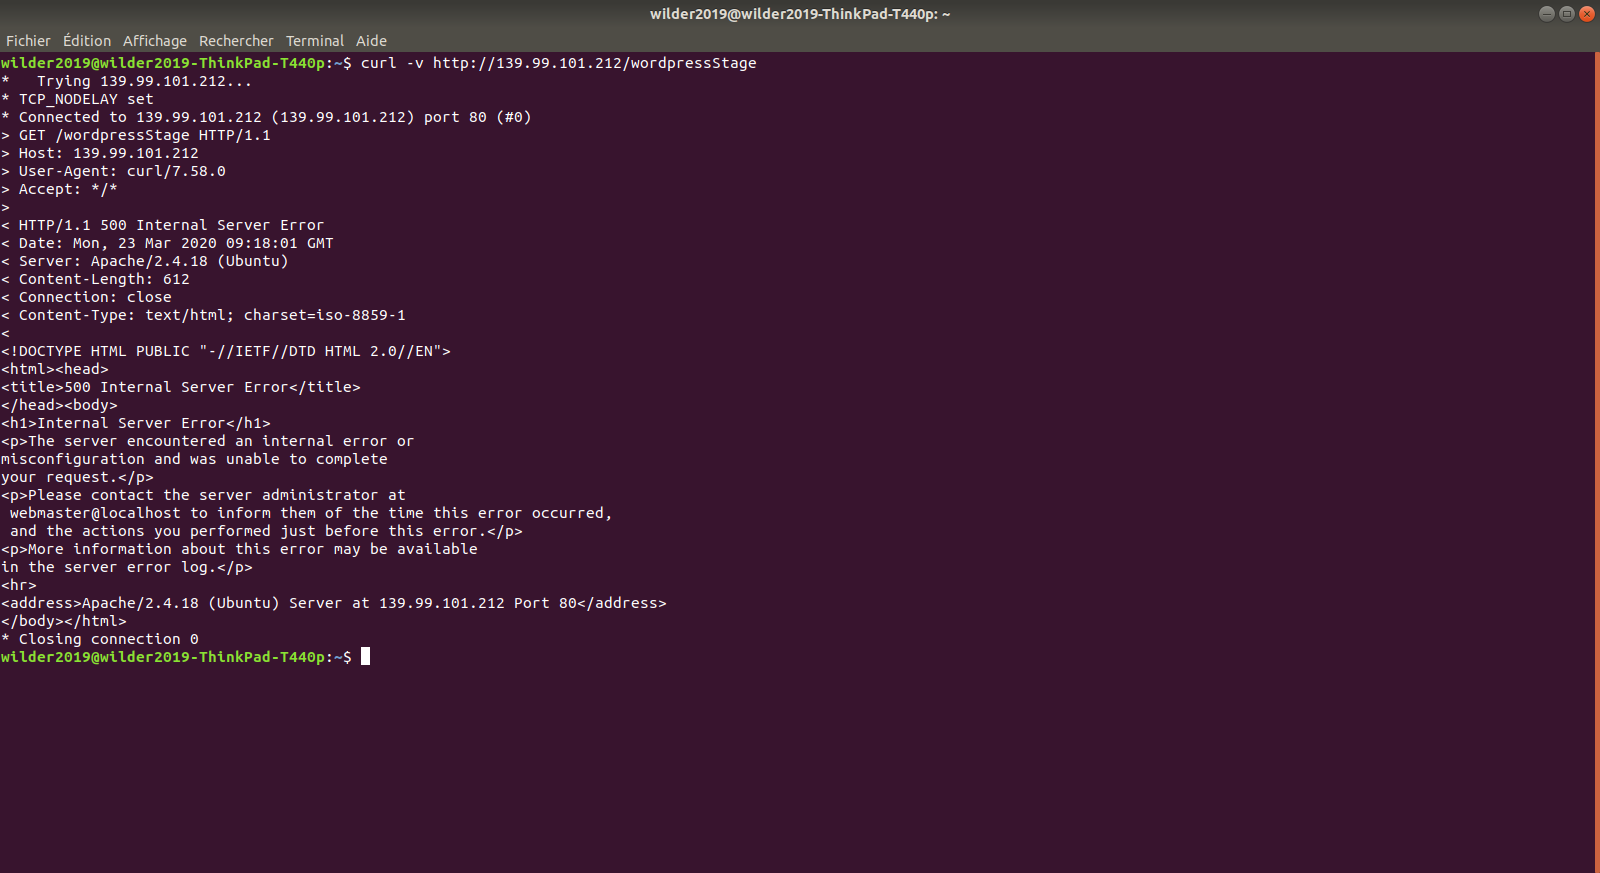 wilder2019@wilder2019-ThinkPad-T440p: ~
Fichier Édition Affichage Rechercher Terminal Aide
wilder2019@wilder2019-ThinkPad-T440p:~$ curl -v http://139.99.101.212/wordpressStage
*   Trying 139.99.101.212...
* TCP_NODELAY set
* Connected to 139.99.101.212 (139.99.101.212) port 80 (#0)
> GET /wordpressStage HTTP/1.1
> Host: 139.99.101.212
> User-Agent: curl/7.58.0
> Accept: */*
>
< HTTP/1.1 500 Internal Server Error
< Date: Mon, 23 Mar 2020 09:18:01 GMT
< Server: Apache/2.4.18 (Ubuntu)
< Content-Length: 612
< Connection: close
< Content-Type: text/html; charset=iso-8859-1
<
<!DOCTYPE HTML PUBLIC "-//IETF//DTD HTML 2.0//EN">
<html><head>
<title>500 Internal Server Error</title>
</head><body>
<h1>Internal Server Error</h1>
<p>The server encountered an internal error or
misconfiguration and was unable to complete
your request.</p>
<p>Please contact the server administrator at
 webmaster@localhost to inform them of the time this error occurred,
 and the actions you performed just before this error.</p>
<p>More information about this error may be available
in the server error log.</p>
<hr>
<address>Apache/2.4.18 (Ubuntu) Server at 139.99.101.212 Port 80</address>
</body></html>
* Closing connection 0
wilder2019@wilder2019-ThinkPad-T440p:~$